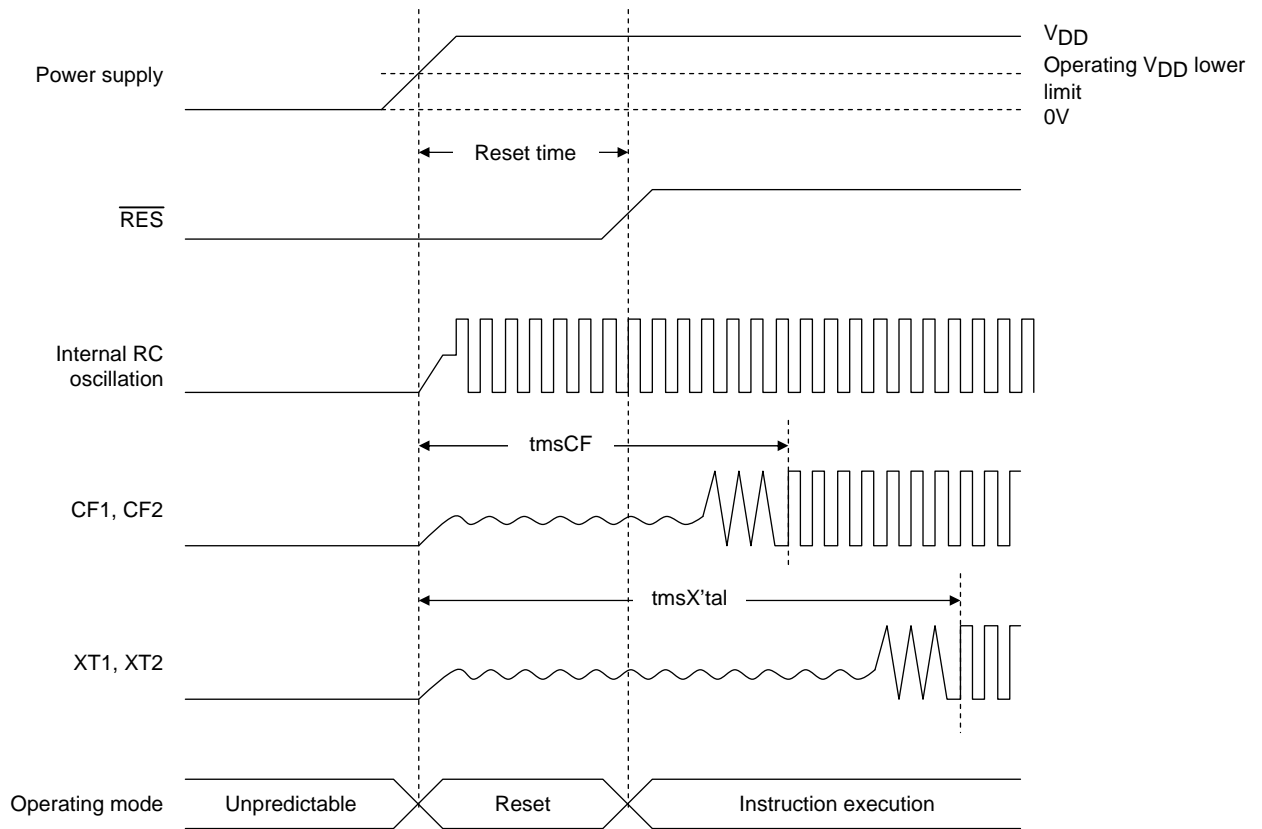 VDD
Power supply
Operating VDD lower
limit
0V
Reset time
RES
Internal RC
oscillation
tmsCF
CF1, CF2
tmsX'tal
XT1, XT2
Operating mode
Unpredictable
Reset
Instruction execution